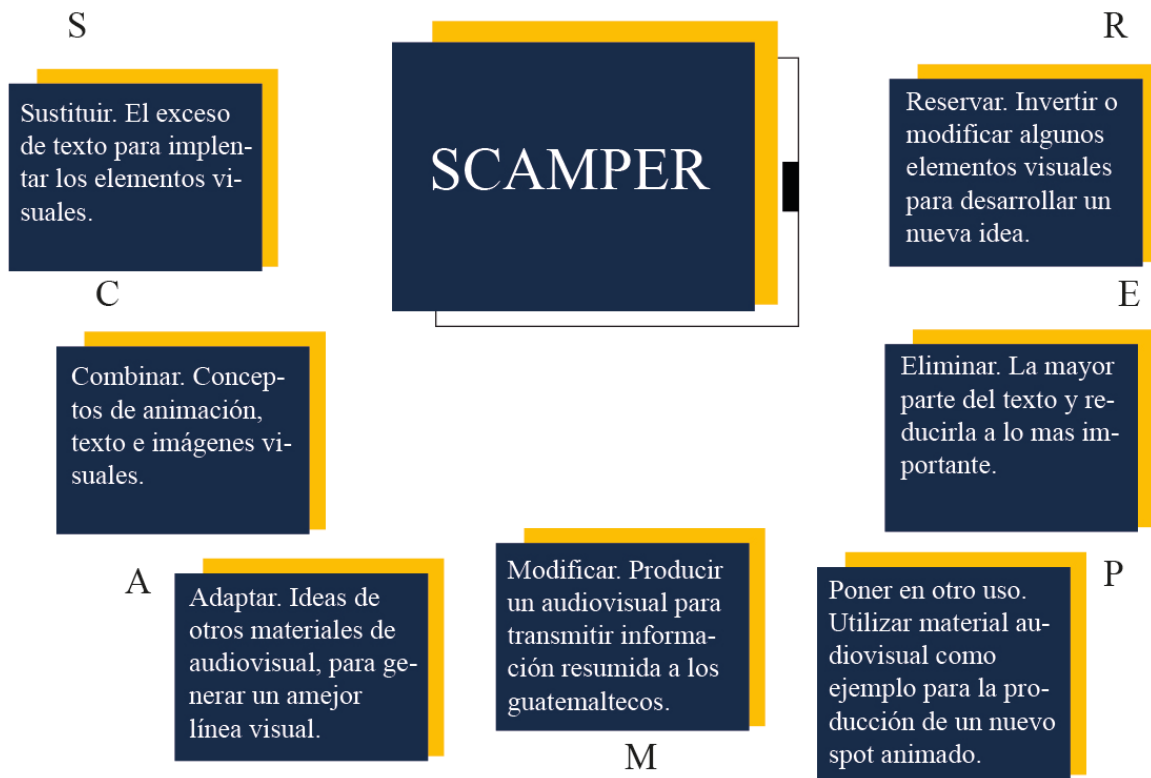 SCAMPER
S
Sustituir. El exceso
de texto para implen-
tar los elementos vi-
suales.
C
Combinar. Concep-
tos de animación,
texto e imágenes vi-
suales.
A
Adaptar. Ideas de
otros materiales de
audiovisual, para ge-
nerar un amejor
línea visual.
M
Modificar. Producir
un audiovisual para
transmitir informa-
ción resumida a los
guatemaltecos.
P
Poner en otro uso.
Utilizar material au-
diovisual como
ejemplo para la pro-
ducción de un nuevo
spot animado.
E
Eliminar. La mayor
parte del texto y re-
ducirla a lo mas im-
portante.
R
Reservar. Invertir o
modificar algunos
elementos visuales
para desarrollar un
nueva idea.